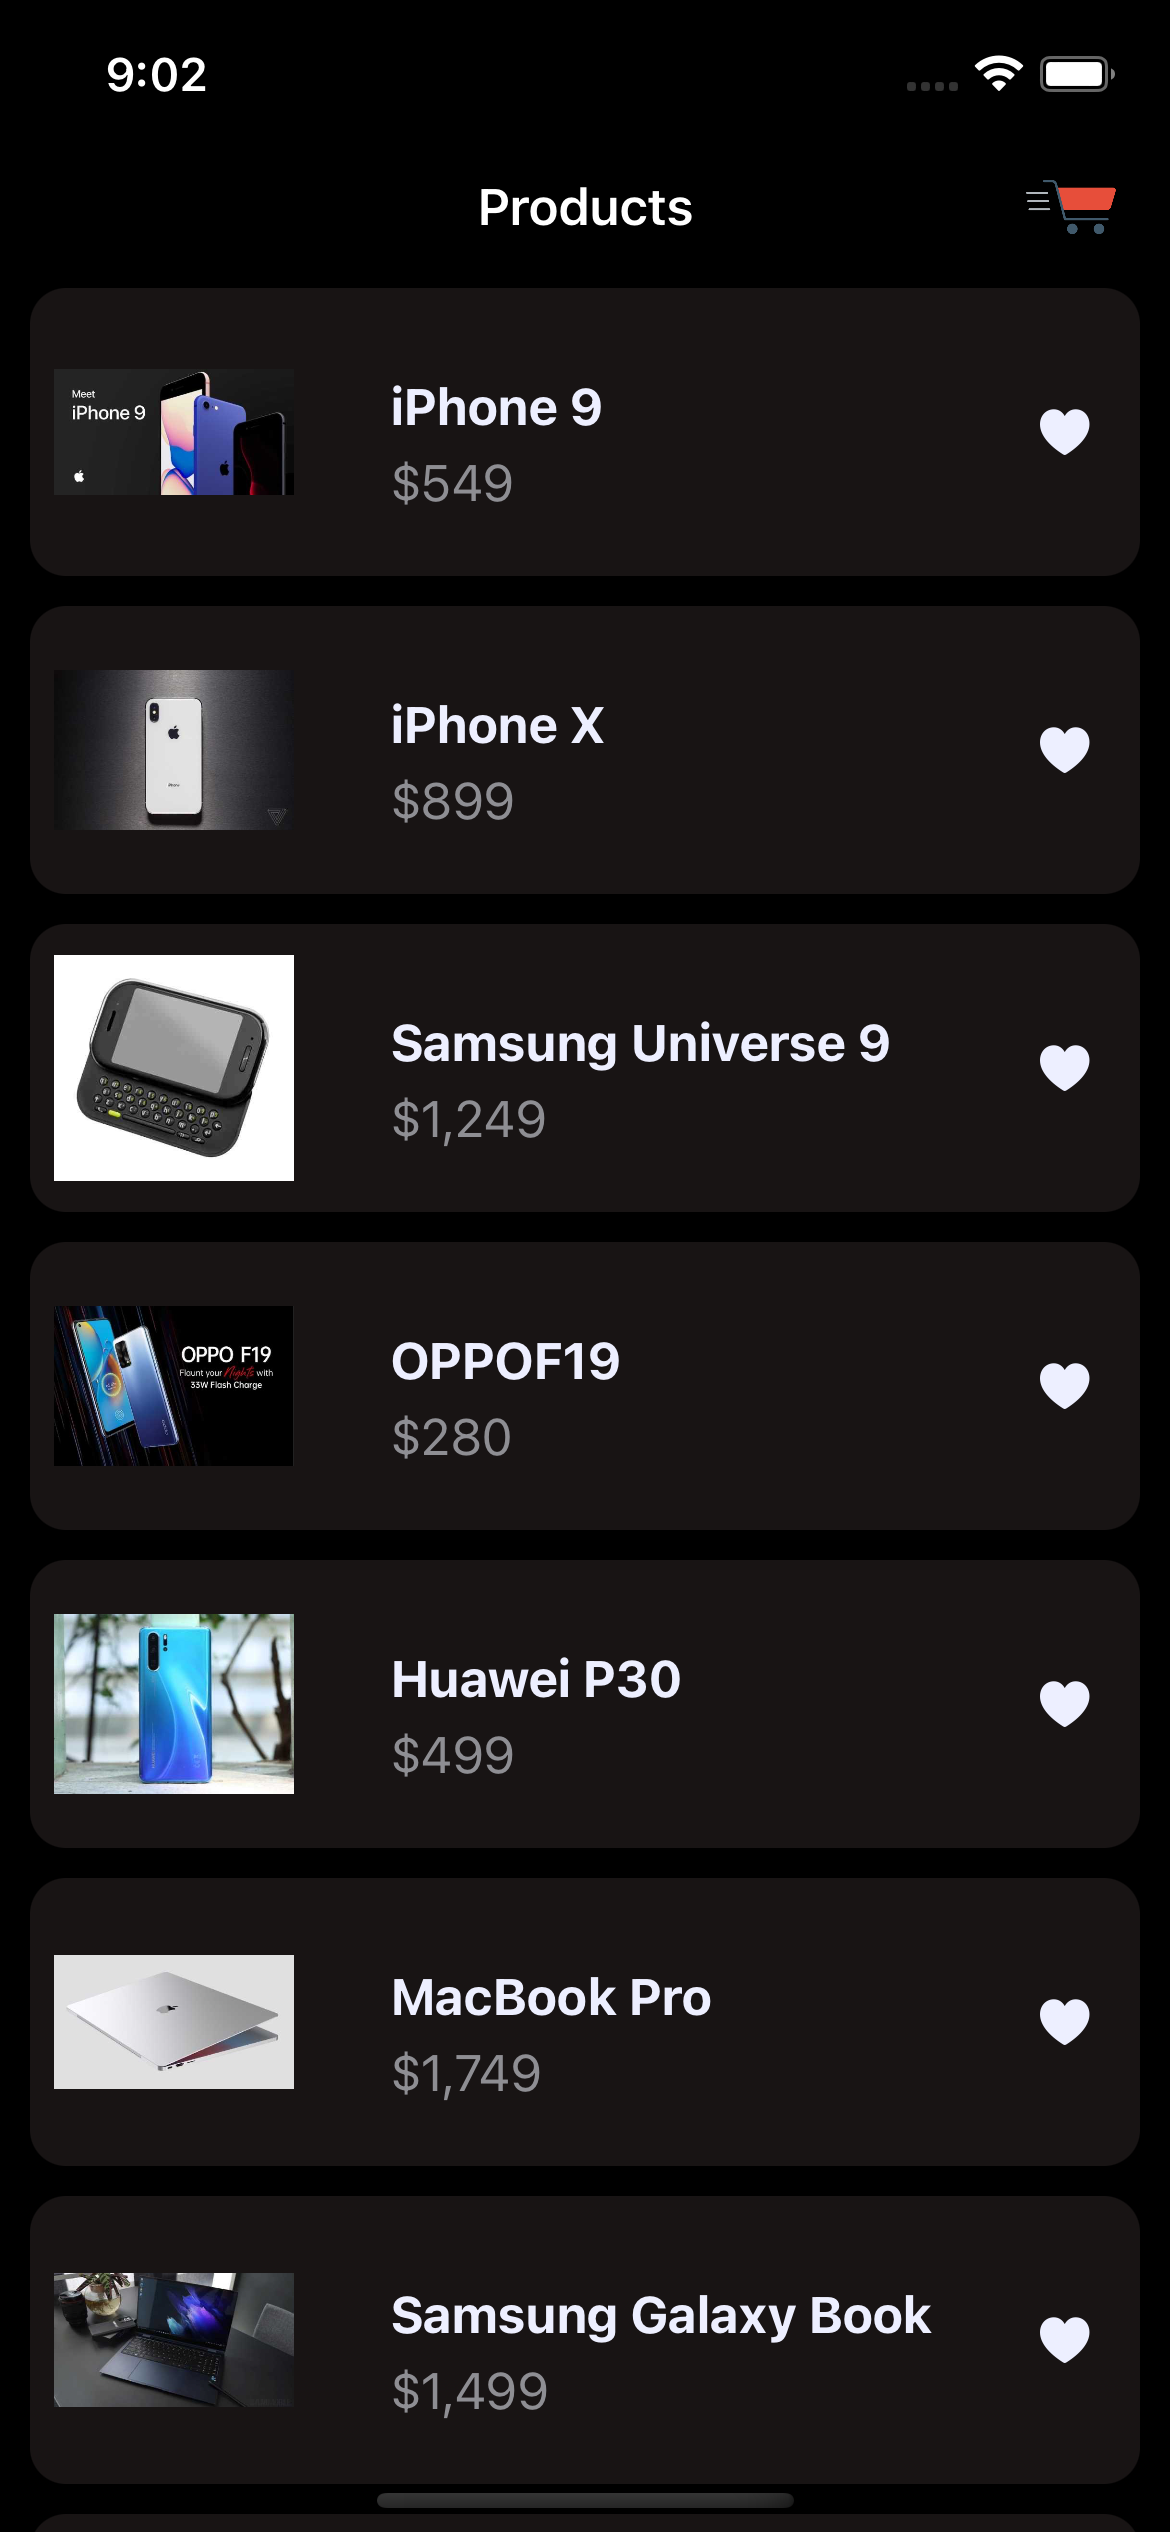 9:02
Products
Meet
iPhone 9
iPhone 9
$549
iPhone
iPhone X
$899
Samsung Universe 9
$1,249
OPPO F19
Flaunt your Nights with
33W Flash Charge
OPPOF19
$280
Huawei P30
$499
MacBook Pro
$1,749
Samsung Galaxy Book
$1,499